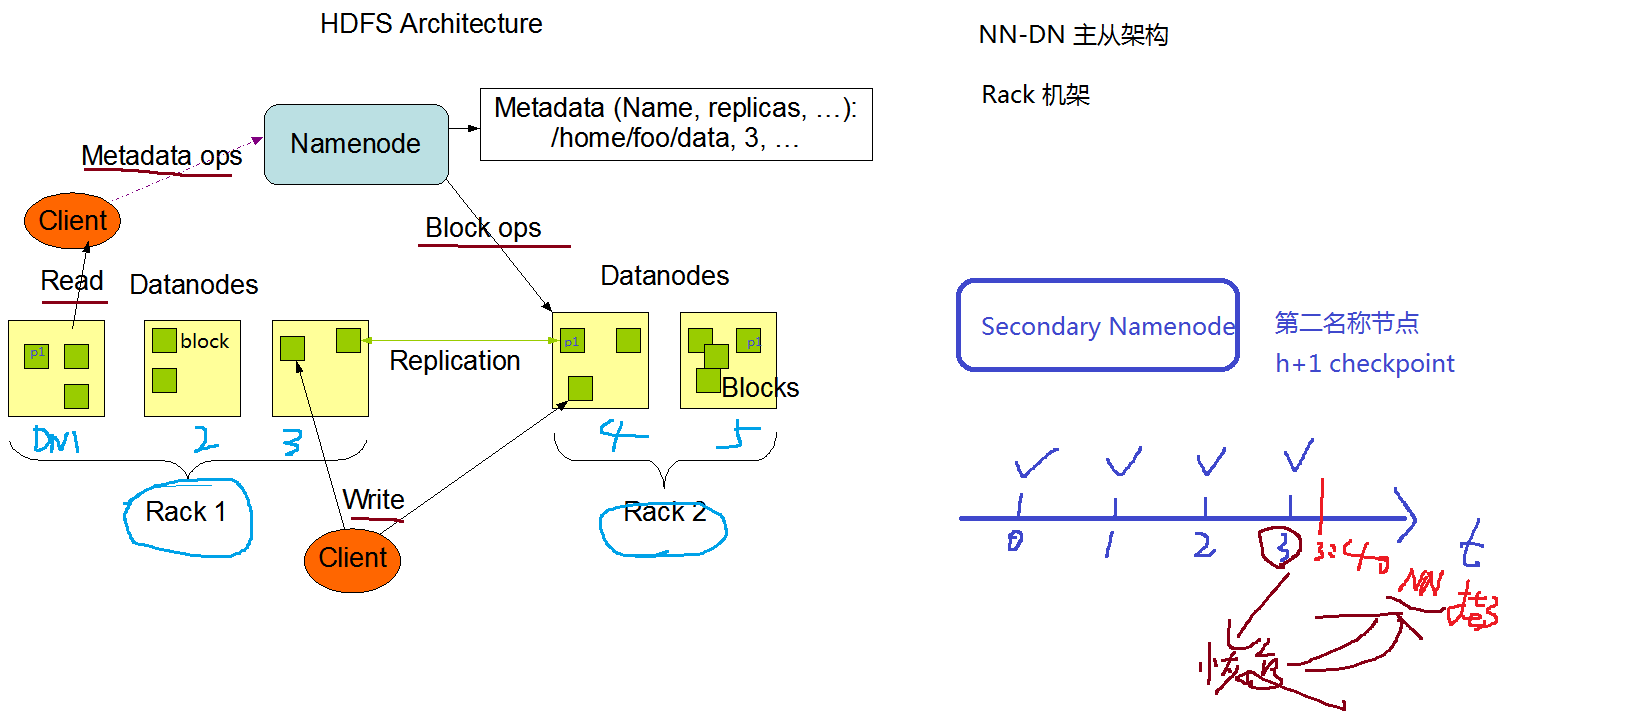 HDFS Architecture
NN-DN 主从架构
Rack 机架
Namenode
Metadata (Name, replicas, …):
/home/foo/data, 3, …
Metadata ops
Client
Block ops
Read
Datanodes
Datanodes
p1
block
Replication
p1
p1
Blocks
DN1
2
3
4
5
Rack 1
Rack 2
Write
Client
Secondary Namenode
第二名称节点
h+1 checkpoint
0
1
2
3
3:40
t
NN
挂了
恢复